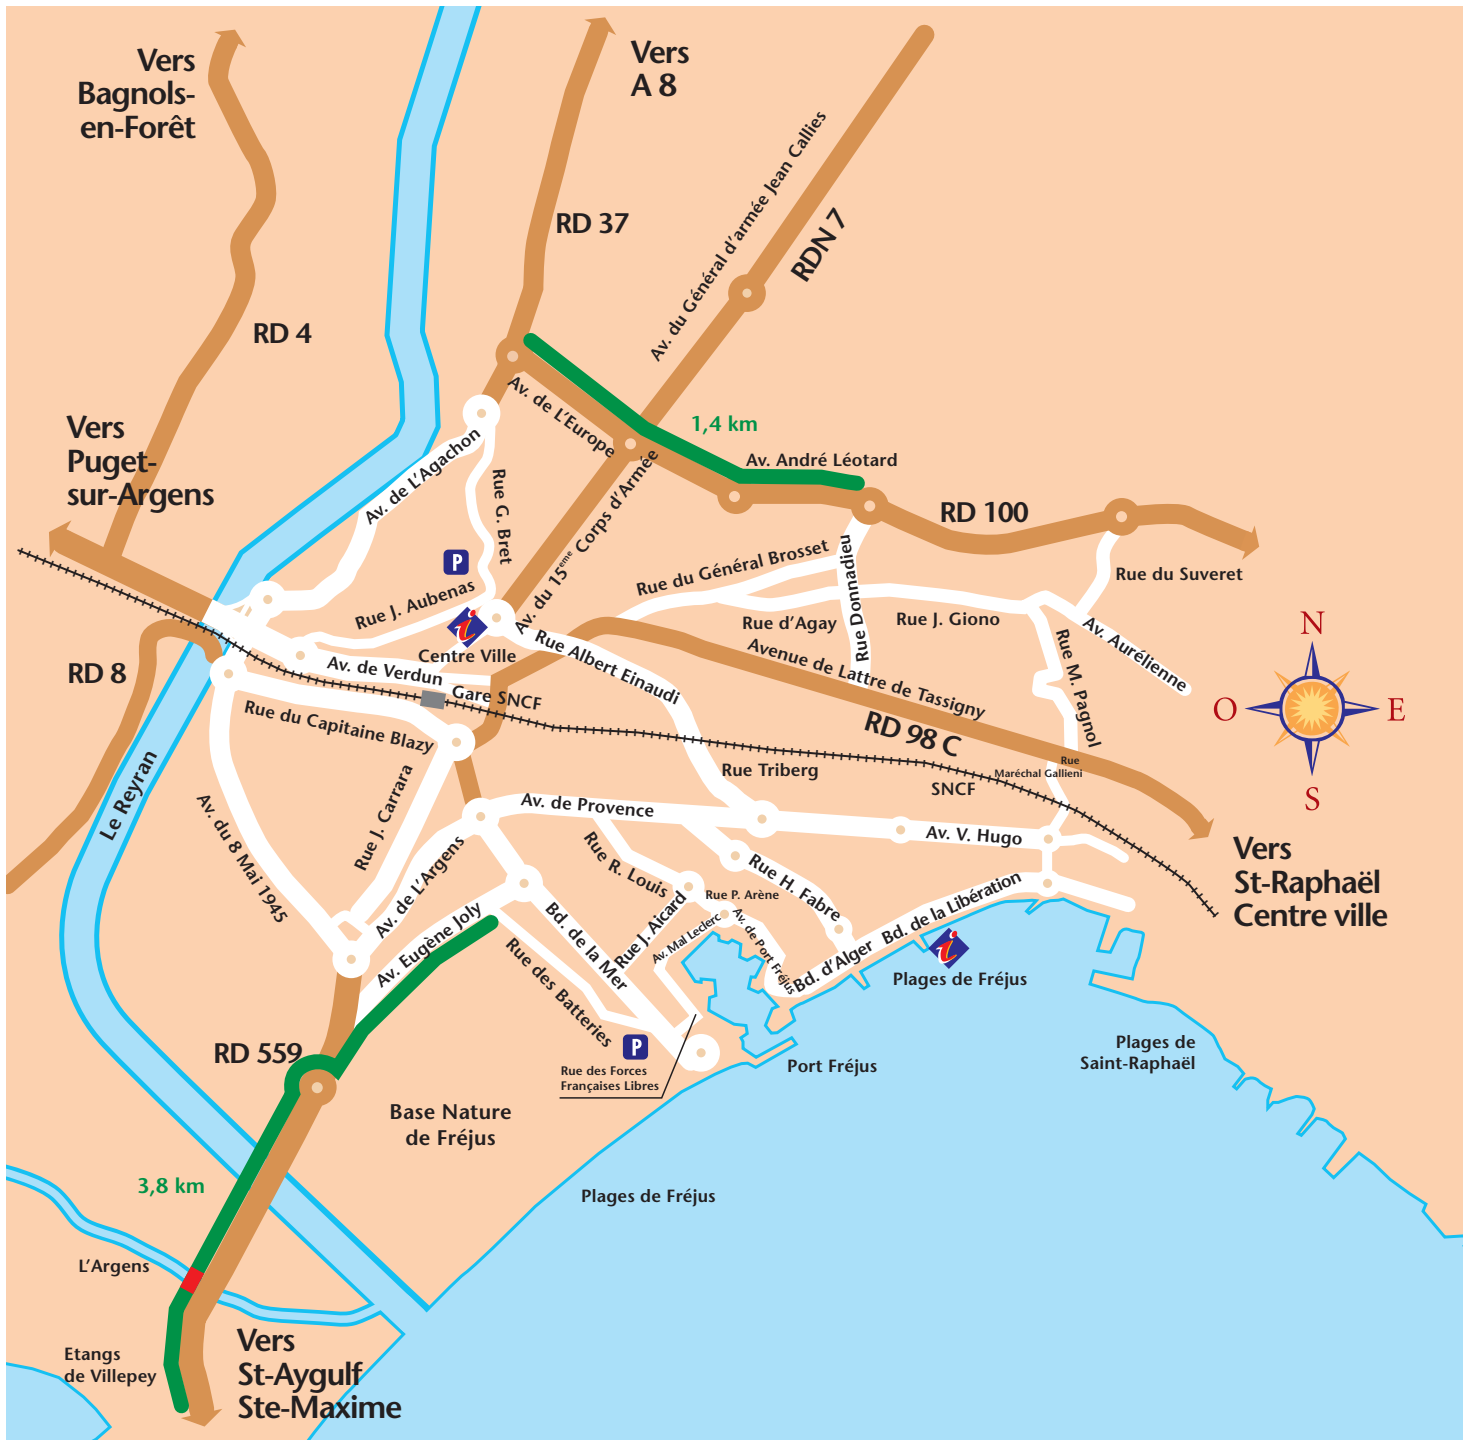 Vers
Bagnols-
en-Forêt
Vers
A 8
RD 37
Av. du Général d'armée Jean Callies
RDN 7
RD 4
Vers
Puget-
sur-Argens
Av. de L'Europe
1,4 km
Av. André Léotard
Av. de L'Agachon
Rue G. Bret
Av. du 15eme Corps d'Armée
RD 100
P
Rue du Général Brosset
Rue Donnadieu
Rue du Suveret
Rue J. Aubenas
i
Centre Ville
Rue d'Agay
Rue J. Giono
Av. Aurélienne
Rue M. Pagnol
N
O
E
S
RD 8
Av. de Verdun
Gare SNCF
Rue Albert Einaudi
Avenue de Lattre de Tassigny
RD 98 C
Rue du Capitaine Blazy
Rue
Maréchal Gallieni
Rue Triberg
SNCF
Le Reyran
Av. du 8 Mai 1945
Rue J. Carrara
Av. de Provence
Av. V. Hugo
Vers
St-Raphaël
Centre ville
Av. de L'Argens
Rue R. Louis
Rue H. Fabre
Rue P. Arène
Av. Eugène Joly
Bd. de la Mer
Rue J. Aicard
Av. Mal Leclerc
Av. de Port Fréjus
Bd. d'Alger
Bd. de la Libération
i
Plages de Fréjus
Rue des Batteries
P
RD 559
Rue des Forces
Françaises Libres
Port Fréjus
Plages de
Saint-Raphaël
Base Nature
de Fréjus
3,8 km
Plages de Fréjus
L'Argens
Etangs
de Villepey
Vers
St-Aygulf
Ste-Maxime